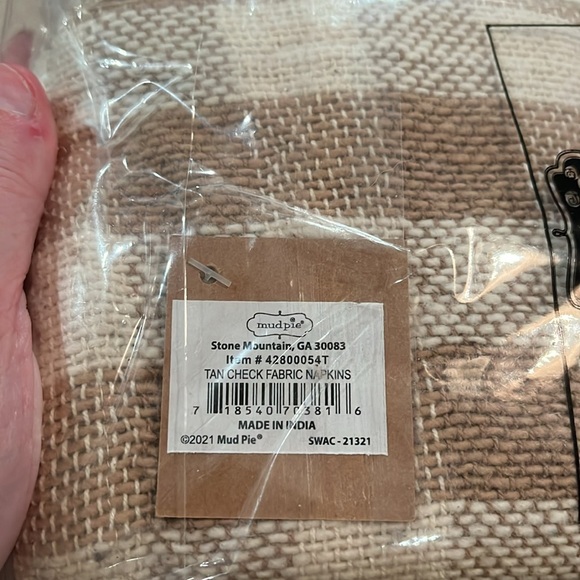 mudpie®
Stone Mountain, GA 30083
Item # 42800054T
TAN CHECK FABRIC NAPKINS
7 18540 70381 6
MADE IN INDIA
©2021 Mud Pie® SWAC - 21321